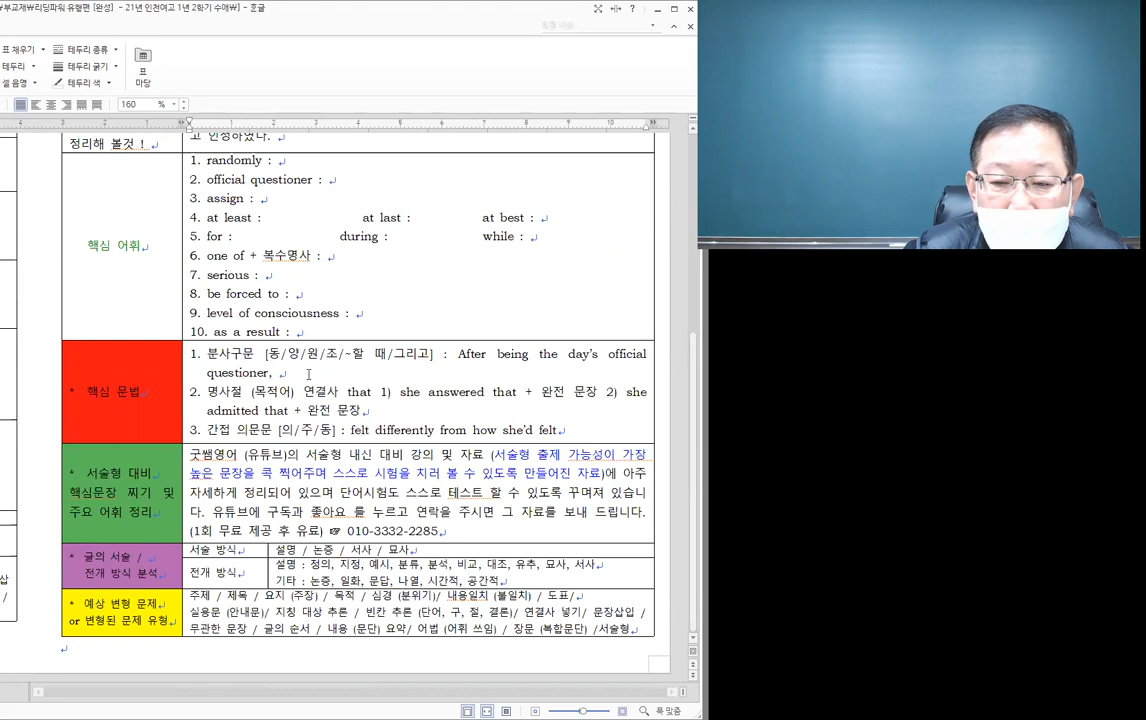 ₩부교재₩리딩파워 유형편 [완성] - 21년 인천여고 1년 2학기 수애₩] - 한글
표 채우기 테두리 종류
테두리 테두리 굵기 표
셀 음영 테두리 색 마당
160 %
4 3 2 1 1 2 3 4 5 6 7 8 9 10
정리해 볼것 ! 고 인정하였다.
핵심 어휘
1. randomly :
2. official questioner :
3. assign :
4. at least : at last : at best :
5. for : during : while :
6. one of + 복수명사 :
7. serious :
8. be forced to :
9. level of consciousness :
10. as a result :
* 핵심 문법
1. 분사구문 [동/양/원/조/~할 때/그리고] : After being the day's official
questioner,
2. 명사절 (목적어) 연결사 that 1) she answered that + 완전 문장 2) she
admitted that + 완전 문장
3. 간접 의문문 [의/주/동] : felt differently from how she'd felt
* 서술형 대비
핵심문장 찌기 및
주요 어휘 정리
굿쌤영어 (유튜브)의 서술형 내신 대비 강의 및 자료 (서술형 출제 가능성이 가장
높은 문장을 콕 찍어주며 스스로 시험을 치러 볼 수 있도록 만들어진 자료)에 아주
자세하게 정리되어 있으며 단어시험도 스스로 테스트 할 수 있도록 꾸며져 있습니
다. 유튜브에 구독과 좋아요 를 누르고 연락을 주시면 그 자료를 보내 드립니다.
(1회 무료 제공 후 유료) ☞ 010-3332-2285
* 글의 서술 /
전개 방식 분석
서술 방식 설명 / 논증 / 서사 / 묘사
전개 방식 설명 : 정의, 지정, 예시, 분류, 분석, 비교, 대조, 유추, 묘사, 서사
기타 : 논증, 일화, 문답, 나열, 시간적, 공간적
삽
/
* 예상 변형 문제
or 변형된 문제 유형
주제 / 제목 / 요지 (주장) / 목적 / 심경 (분위기)/ 내용일치 (불일치) / 도표/
실용문 (안내문)/ 지칭 대상 추론 / 빈칸 추론 (단어, 구, 절, 결론)/ 연결사 넣기/ 문장삽입 /
무관한 문장 / 글의 순서 / 내용 (문단) 요약/ 어법 (어휘 쓰임) / 장문 (복합문단) /서술형
폭 맞춤